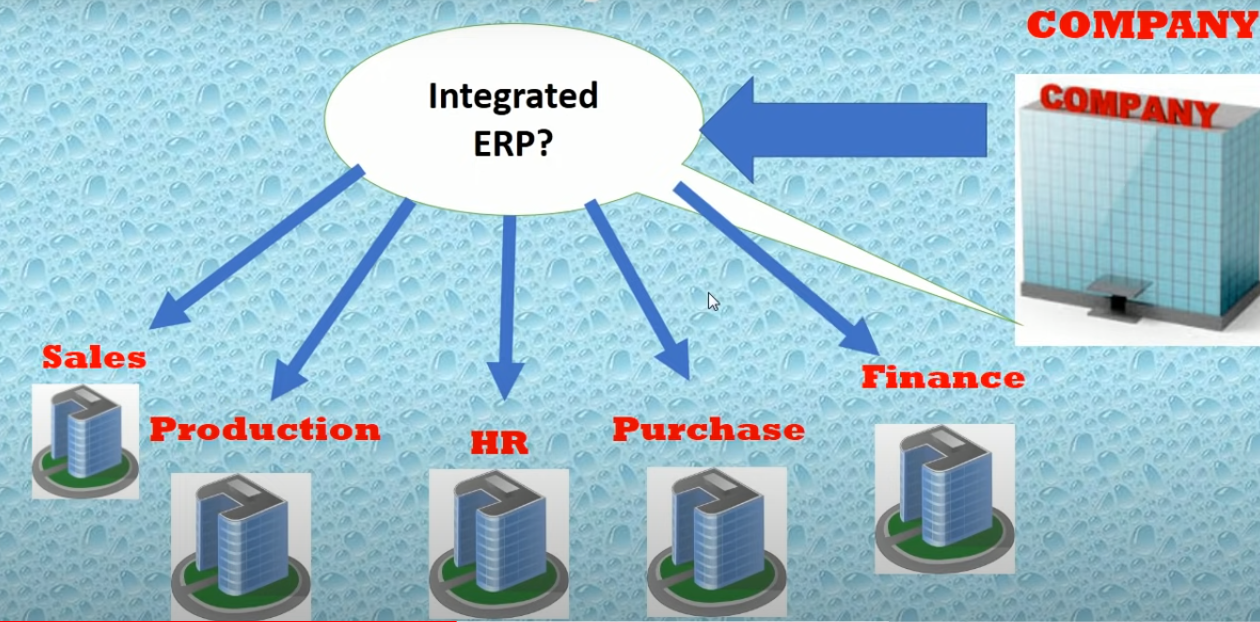 COMPANY
COMPANY
Integrated
ERP?
Sales
Production
HR
Purchase
Finance